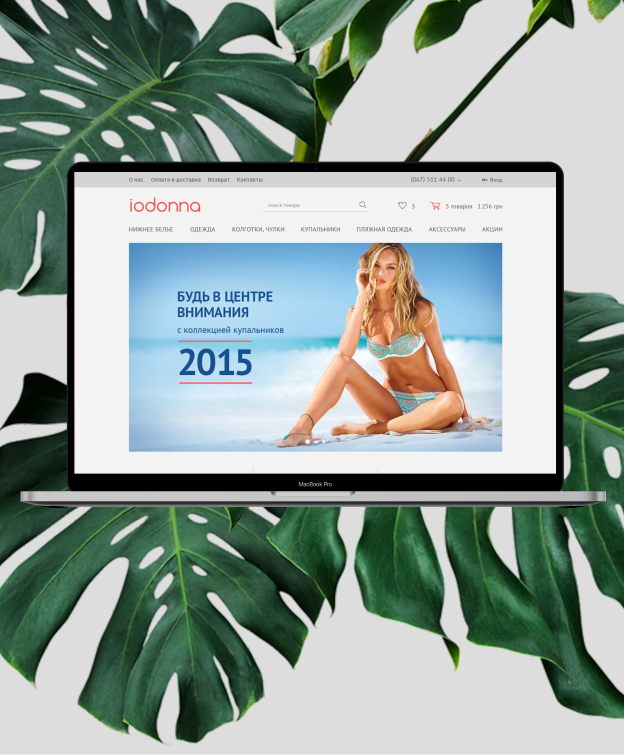 О нас Оплата и доставка Возврат Контакты (067) 511 44 00 Вход
iodonna поиск товара 3 5 товаров 1 256 грн
НИЖНЕЕ БЕЛЬЕ ОДЕЖДА КОЛГОТКИ, ЧУЛКИ КУПАЛЬНИКИ ПЛЯЖНАЯ ОДЕЖДА АКСЕССУАРЫ АКЦИИ
БУДЬ В ЦЕНТРЕ
ВНИМАНИЯ
с коллекцией купальников
2015
MacBook Pro